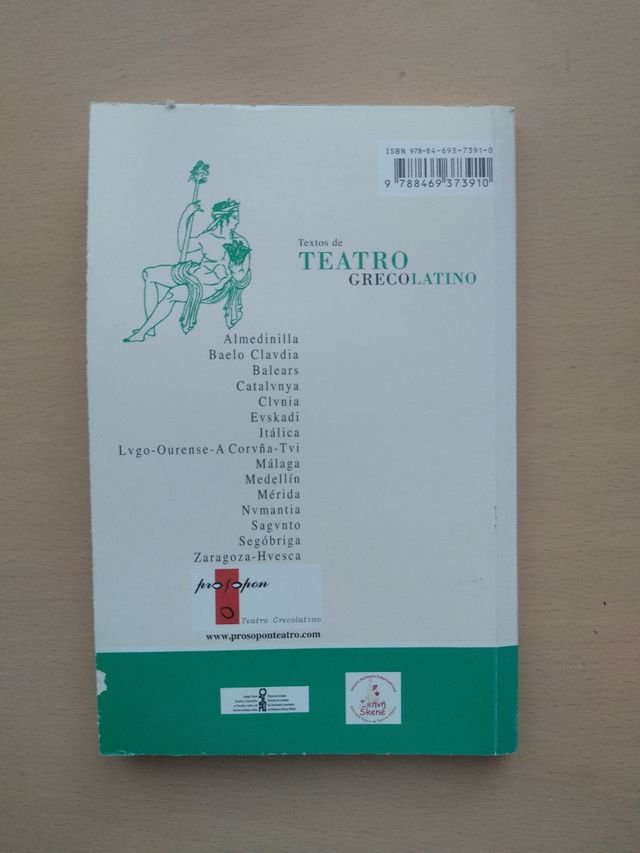 ISBN 978-84-693-7391-0
9 788469 373910
Textos de
TEATRO
GRECOLATINO
Almedinilla
Baelo Clavdia
Balears
Catalvnya
Clvnia
Evskadi
Itálica
Lvgo-Ourense-A Corvña-Tvi
Málaga
Medellín
Mérida
Nvmantia
Sagvnto
Segóbriga
Zaragoza-Hvesca
prosopon
Teatro Grecolatino
www.prosoponteatro.com
σκηνή
Skené